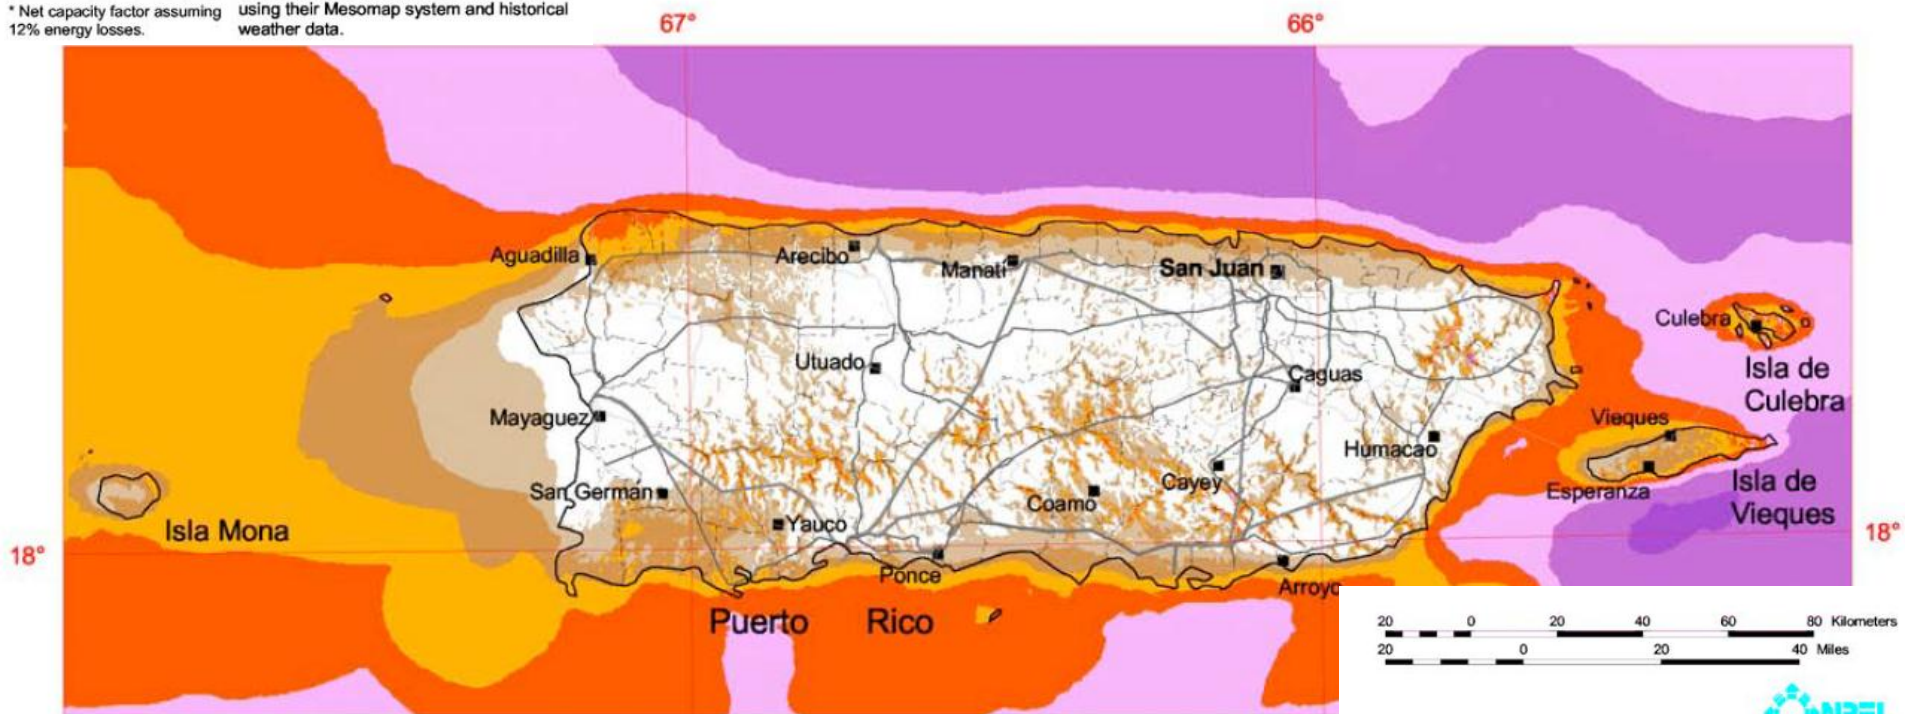 * Net capacity factor assuming
12% energy losses.
using their Mesomap system and historical
weather data.
67°
66°
Aguadilla
Arecibo
Manatí
San Juan
Culebra
Isla de
Culebra
Utuado
Caguas
Mayaguez
Vieques
Humacao
San German
Cayey
Coamo
Esperanza
Isla de
Vieques
Isla Mona
Yauco
18°
18°
Ponce
Arroyo
Puerto Rico
20 0 20 40 60 80 Kilometers
20 0 20 40 Miles
NREL